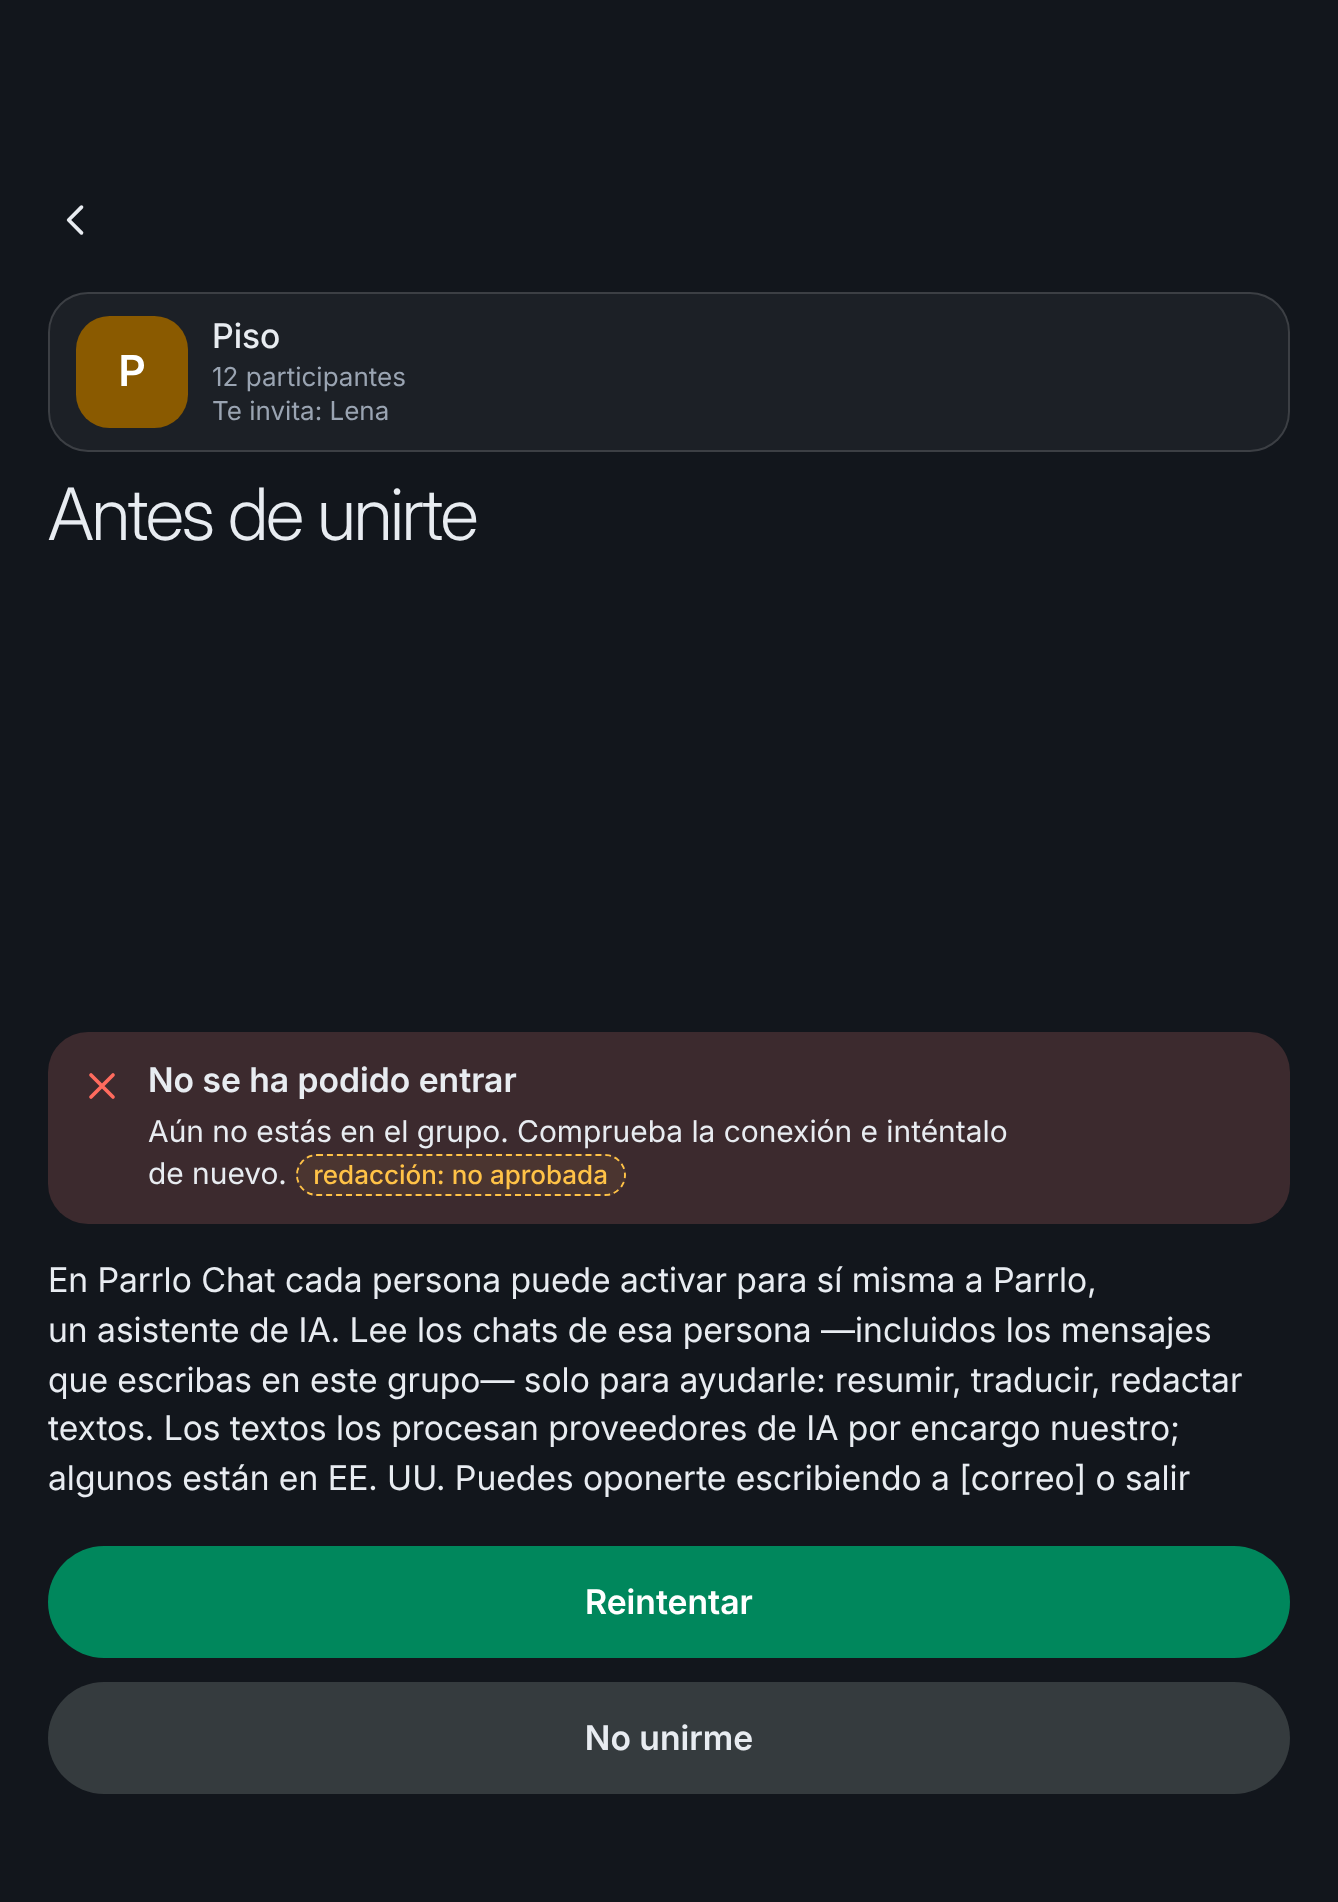 P
Piso
12 participantes
Te invita: Lena
Antes de unirte
No se ha podido entrar
Aún no estás en el grupo. Comprueba la conexión e inténtalo
de nuevo. redacción: no aprobada
En Parrlo Chat cada persona puede activar para sí misma a Parrlo,
un asistente de IA. Lee los chats de esa persona —incluidos los mensajes
que escribas en este grupo— solo para ayudarle: resumir, traducir, redactar
textos. Los textos los procesan proveedores de IA por encargo nuestro;
algunos están en EE. UU. Puedes oponerte escribiendo a [correo] o salir
Reintentar
No unirme